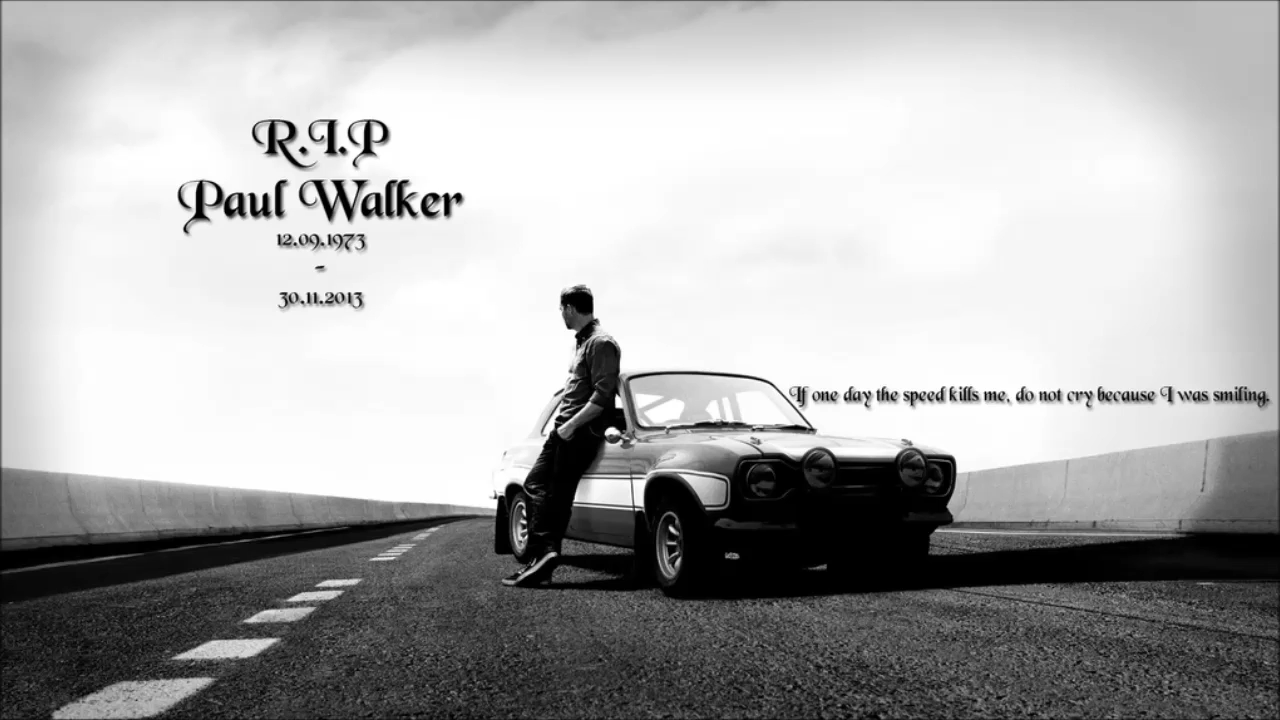 R.I.P
Paul Walker
12.09.1973
-
30.11.2013
If one day the speed kills me, do not cry because I was smiling.